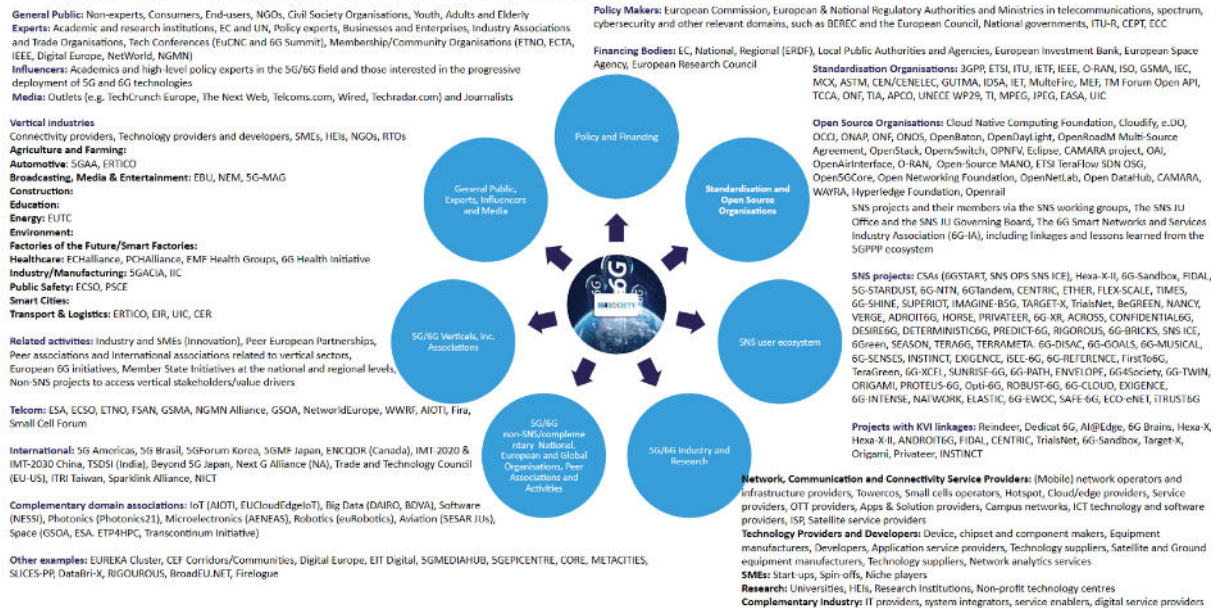 General Public: Non-experts, Consumers, End-users, NGOs, Civil Society Organisations, Youth, Adults and Elderly
Experts: Academic and research institutions, EC and UN, Policy experts, Businesses and Enterprises, Industry Associations
and Trade Organisations, Tech Conferences (EuCNC and 6G Summit), Membership/Community Organisations (ETNO, ECTA,
IEEE, Digital Europe, NetWorld, NGMN)
Influencers: Academics and high-level policy experts in the 5G/6G field and those interested in the progressive
deployment of 5G and 6G technologies
Media: Outlets (e.g. TechCrunch Europe, The Next Web, Telcoms.com, Wired, Techradar.com) and Journalists
Vertical industries
Connectivity providers, Technology providers and developers, SMEs, HEIs, NGOs, RTOs
Agriculture and Farming:
Automotive: 5GAA, ERTICO
Broadcasting, Media & Entertainment: EBU, NEM, 5G-MAG
Construction:
Education:
Energy: EUTC
Environment:
Factories of the Future/Smart Factories:
Healthcare: ECHalliance, PCHAlliance, EMF Health Groups, 6G Health Initiative
Industry/Manufacturing: 5GACIA, IIC
Public Safety: ECSO, PSCE
Smart Cities:
Transport & Logistics: ERTICO, EIR, UIC, CER
Related activities: Industry and SMEs (Innovation), Peer European Partnerships,
Peer associations and International associations related to vertical sectors,
European 6G initiatives, Member State Initiatives at the national and regional levels,
Non-SNS projects to access vertical stakeholders/value drivers
Telcom: ESA, ECSO, ETNO, FSAN, GSMA, NGMN Alliance, GSOA, NetworldEurope, WWRF, AIOTI, Fira,
Small Cell Forum
International: 5G Americas, 5G Brasil, 5GForum Korea, 5GMF Japan, ENCQOR (Canada), IMT-2020 &
IMT-2030 China, TSDSI (India), Beyond 5G Japan, Next G Alliance (NA), Trade and Technology Council
(EU-US), ITRI Taiwan, Sparklink Alliance, NICT
Complementary domain associations: IoT (AIOTI, EUCloudEdgeIoT), Big Data (DAIRO, BDVA), Software
(NESSI), Photonics (Photonics21), Microelectronics (AENEAS), Robotics (euRobotics), Aviation (SESAR JUs),
Space (GSOA, ESA. ETP4HPC, Transcontinum Initiative)
Other examples: EUREKA Cluster, CEF Corridors/Communities, Digital Europe, EIT Digital, 5GMEDIAHUB, 5GEPICENTRE, CORE, METACITIES,
SLICES-PP, DataBri-X, RIGOUROUS, BroadEU.NET, Firelogue
Policy and Financing
General Public,
Experts, Influencers
and Media
Standardisation and
Open Source
Organisations
6G
SOCIETY
5G/6G Verticals, Inc.
Associations
SNS user ecosystem
5G/6G
non-SNS/compleme
ntary National,
European and Global
Organisations, Peer
Associations and
Activities
5G/6G Industry and
Research
Policy Makers: European Commission, European & National Regulatory Authorities and Ministries in telecommunications, spectrum,
cybersecurity and other relevant domains, such as BEREC and the European Council, National governments, ITU-R, CEPT, ECC
Financing Bodies: EC, National, Regional (ERDF), Local Public Authorities and Agencies, European Investment Bank, European Space
Agency, European Research Council
Standardisation Organisations: 3GPP, ETSI, ITU, IETF, IEEE, O-RAN, ISO, GSMA, IEC,
MCX, ASTM, CEN/CENELEC, GUTMA, IDSA, IET, MulteFire, MEF, TM Forum Open API,
TCCA, ONF, TIA, APCO, UNECE WP29, TI, MPEG, JPEG, EASA, UIC
Open Source Organisations: Cloud Native Computing Foundation, Cloudify, e.DO,
OCCI, ONAP, ONF, ONOS, OpenBaton, OpenDayLight, OpenRoadM Multi-Source
Agreement, OpenStack, OpenvSwitch, OPNFV, Eclipse, CAMARA project, OAI,
OpenAirInterface, O-RAN, Open-Source MANO, ETSI TeraFlow SDN OSG,
Open5GCore, Open Networking Foundation, OpenNetLab, Open DataHub, CAMARA,
WAYRA, Hyperledge Foundation, Openrail
SNS projects and their members via the SNS working groups, The SNS JU
Office and the SNS JU Governing Board, The 6G Smart Networks and Services
Industry Association (6G-IA), including linkages and lessons learned from the
5GPPP ecosystem
SNS projects: CSAs (6GSTART, SNS OPS SNS ICE), Hexa-X-II, 6G-Sandbox, FIDAL,
5G-STARDUST, 6G-NTN, 6GTandem, CENTRIC, ETHER, FLEX-SCALE, TIMES,
6G-SHINE, SUPERIOT, IMAGINE-B5G, TARGET-X, TrialsNet, BeGREEN, NANCY,
VERGE, ADROIT6G, HORSE, PRIVATEER, 6G-XR, ACROSS, CONFIDENTIAL6G,
DESIRE6G, DETERMINISTIC6G, PREDICT-6G, RIGOROUS, 6G-BRICKS, SNS ICE,
6Green, SEASON, TERA6G, TERRAMETA. 6G-DISAC, 6G-GOALS, 6G-MUSICAL,
6G-SENSES, INSTINCT, EXIGENCE, iSEE-6G, 6G-REFERENCE, FirstTo6G,
TeraGreen, 6G-XCEL, SUNRISE-6G, 6G-PATH, ENVELOPE, 6G4Society, 6G-TWIN,
ORIGAMI, PROTEUS-6G, Opti-6G, ROBUST-6G, 6G-CLOUD, EXIGENCE,
6G-INTENSE, NATWORK, ELASTIC, 6G-EWOC, SAFE-6G, ECO-eNET, iTRUST6G
Projects with KVI linkages: Reindeer, Dedicat 6G, AI@Edge, 6G Brains, Hexa-X,
Hexa-X-II, ANDROIT6G, FIDAL, CENTRIC, TrialsNet, 6G-Sandbox, Target-X,
Origami, Privateer, INSTINCT
Network, Communication and Connectivity Service Providers: (Mobile) network operators and
infrastructure providers, Towercos, Small cells operators, Hotspot, Cloud/edge providers, Service
providers, OTT providers, Apps & Solution providers, Campus networks, ICT technology and software
providers, ISP, Satellite service providers
Technology Providers and Developers: Device, chipset and component makers, Equipment
manufacturers, Developers, Application service providers, Technology suppliers, Satellite and Ground
equipment manufacturers, Technology suppliers, Network analytics services
SMEs: Start-ups, Spin-offs, Niche players
Research: Universities, HEIs, Research Institutions, Non-profit technology centres
Complementary Industry: IT providers, system integrators, service enablers, digital service providers